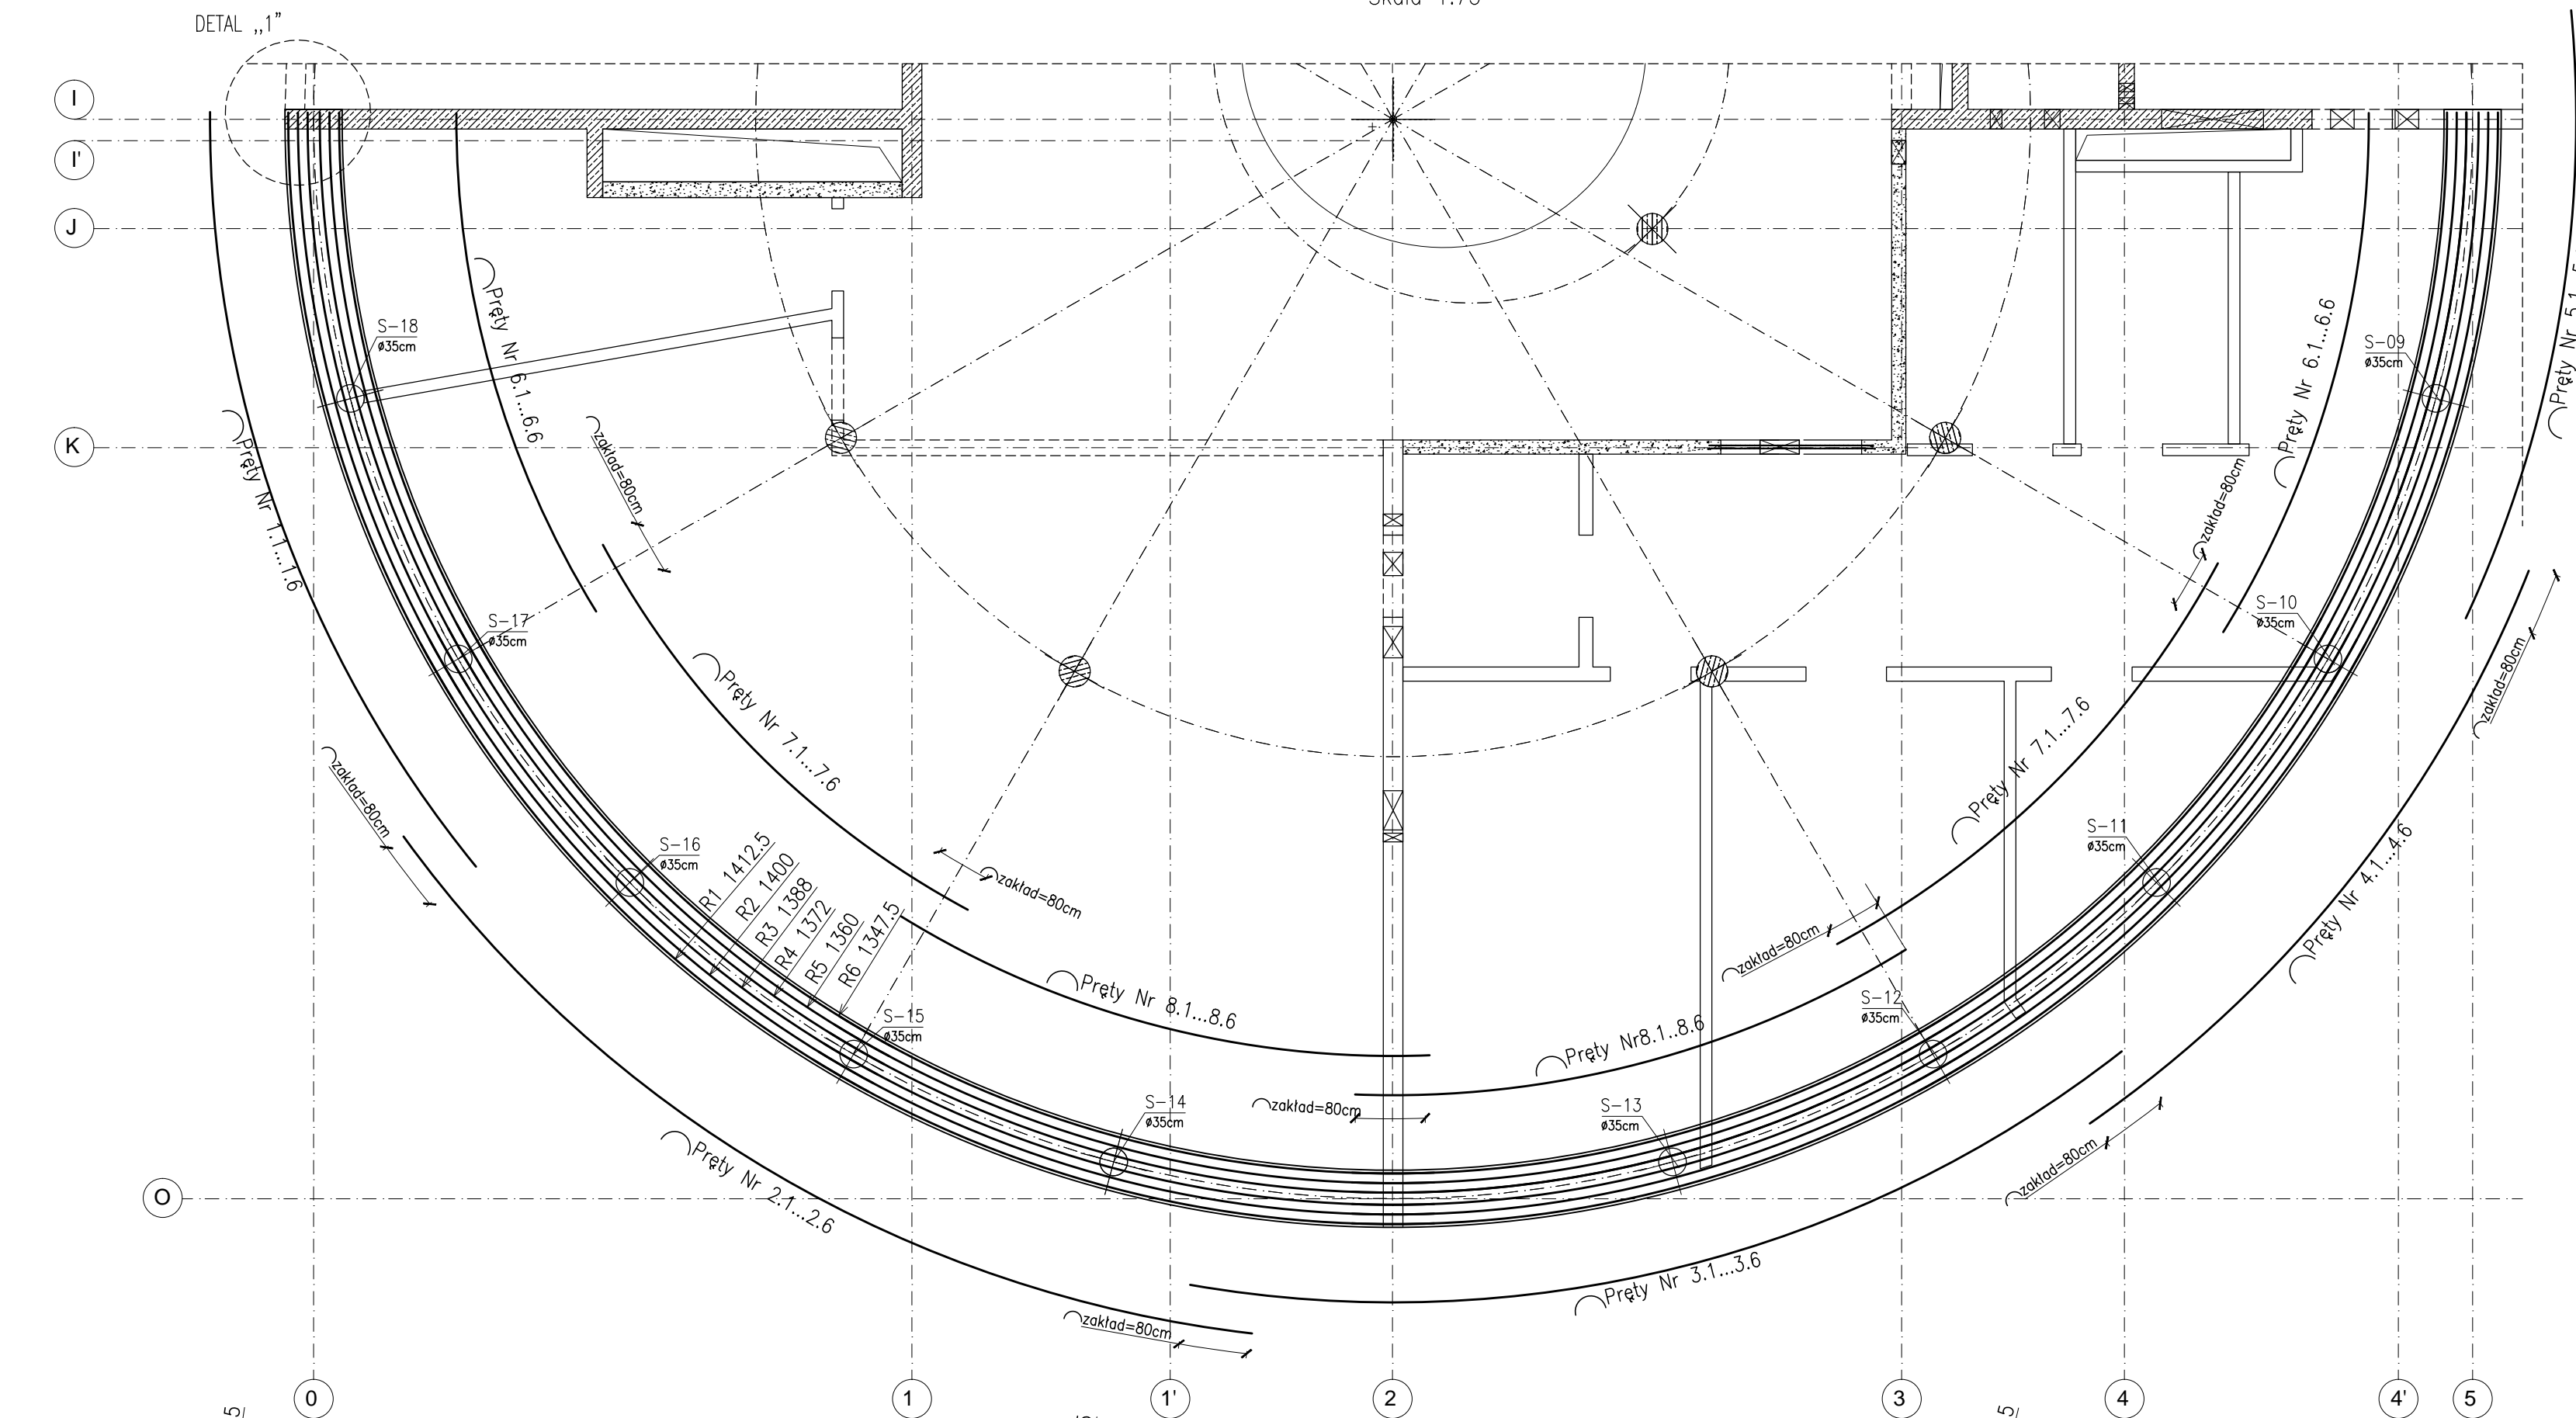 DETAL „1”
I
I'
J
K
O
S-18
ø35cm
S-09
ø35cm
Pręty Nr 6.1...6.6
Pręty Nr 6.1...6.6
Pręty Nr 1.1...1.6
zakład=80cm
zakład=80cm
S-17
ø35cm
S-10
ø35cm
zakład=80cm
Pręty Nr 7.1...7.6
Pręty Nr 7.1...7.6
zakład=80cm
S-16
ø35cm
S-11
ø35cm
Pręty Nr 4.1...4.6
R1 1412.5
R2 1400
R3 1388
R4 1372
R5 1360
R6 1347.5
zakład=80cm
zakład=80cm
S-15
ø35cm
S-12
ø35cm
Pręty Nr 8.1...8.6
Pręty Nr8.1...8.6
S-14
ø35cm
zakład=80cm
S-13
ø35cm
Pręty Nr 2.1...2.6
zakład=80cm
Pręty Nr 3.1...3.6
zakład=80cm
0
1
1'
2
3
4
4'
5